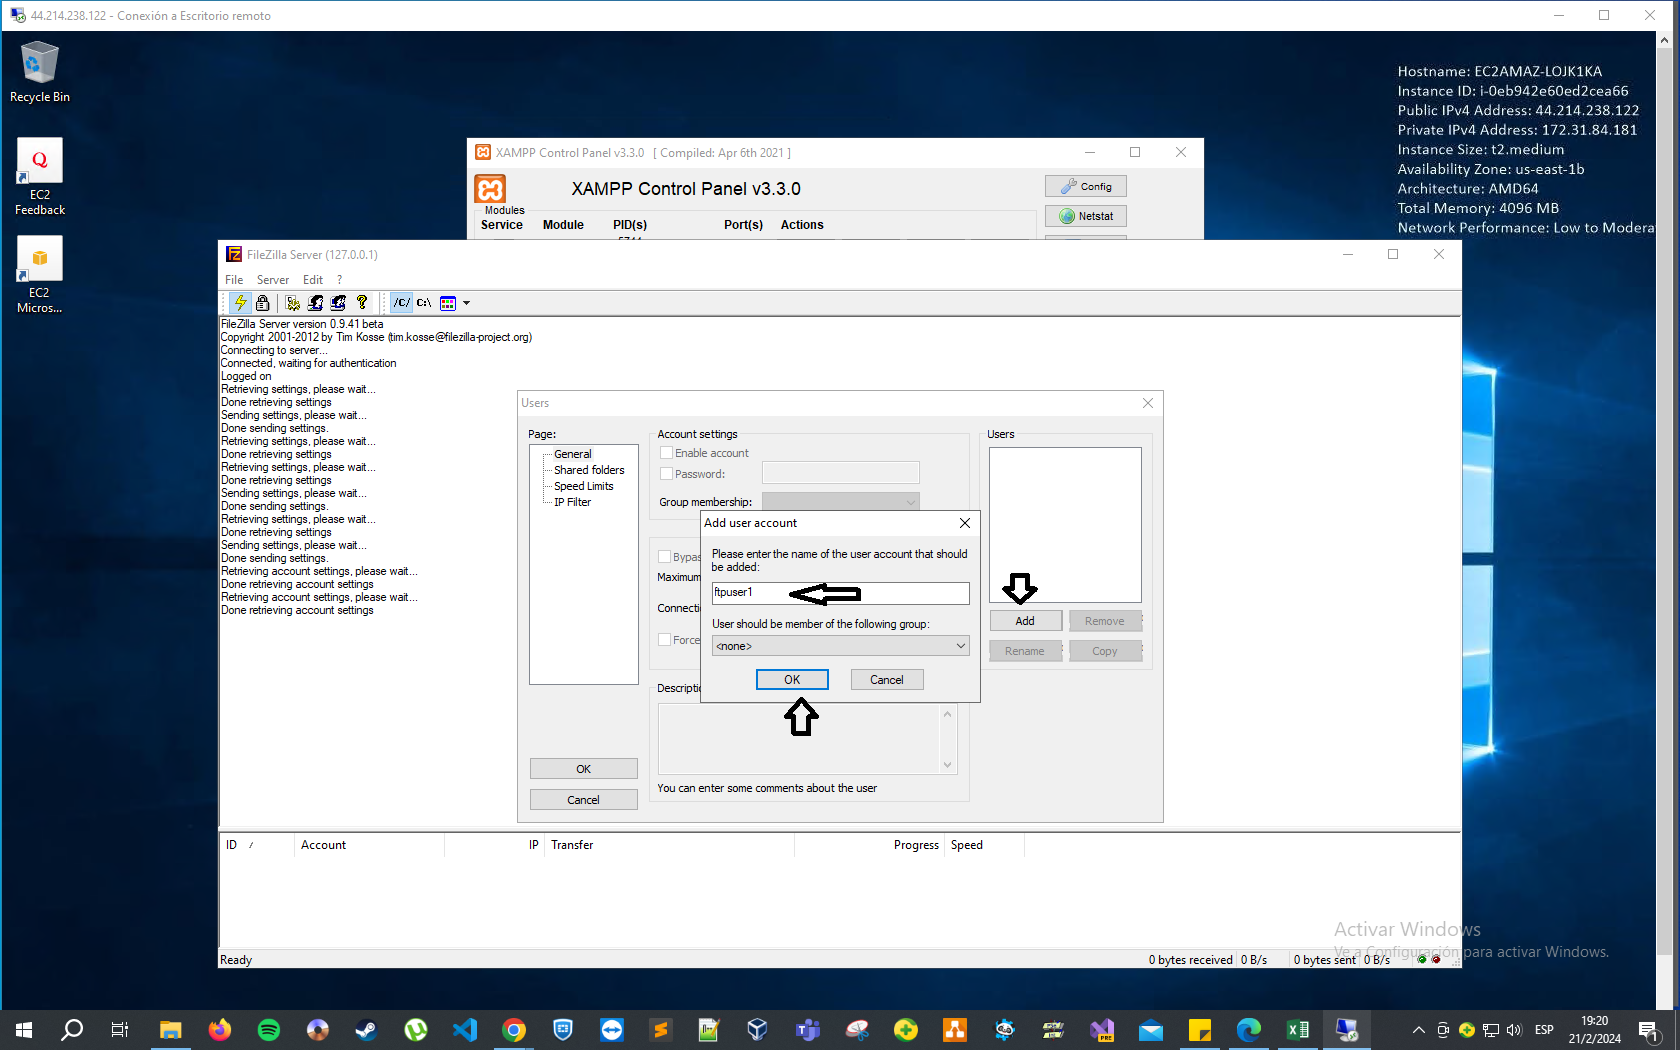 44.214.238.122 - Conexión a Escritorio remoto
Recycle Bin
EC2
Feedback
EC2
Micros...
Hostname: EC2AMAZ-LOJK1KA
Instance ID: i-0eb942e60ed2cea66
Public IPv4 Address: 44.214.238.122
Private IPv4 Address: 172.31.84.181
Instance Size: t2.medium
Availability Zone: us-east-1b
Architecture: AMD64
Total Memory: 4096 MB
Network Performance: Low to Modera
XAMPP Control Panel v3.3.0 [ Compiled: Apr 6th 2021 ]
XAMPP Control Panel v3.3.0
Config
Netstat
Modules
Service Module PID(s) Port(s) Actions
FileZilla Server (127.0.0.1)
File Server Edit ?
/C/ C:\
FileZilla Server version 0.9.41 beta
Copyright 2001-2012 by Tim Kosse (tim.kosse@filezilla-project.org)
Connecting to server...
Connected, waiting for authentication
Logged on
Retrieving settings, please wait...
Done retrieving settings
Sending settings, please wait...
Done sending settings.
Retrieving settings, please wait...
Done retrieving settings
Retrieving settings, please wait...
Done retrieving settings
Sending settings, please wait...
Done sending settings.
Retrieving settings, please wait...
Done retrieving settings
Sending settings, please wait...
Done sending settings.
Retrieving account settings, please wait...
Done retrieving account settings
Retrieving account settings, please wait...
Done retrieving account settings
Users
Page:
General
Shared folders
Speed Limits
IP Filter
OK
Cancel
Account settings
Enable account
Password:
Group membership:
Bypas
Maximum
Connecti
Force
Descriptio
You can enter some comments about the user
Users
Add Remove
Rename Copy
Add user account
Please enter the name of the user account that should
be added:
ftpuser1
User should be member of the following group:
<none>
OK Cancel
ID / Account IP Transfer Progress Speed
Ready 0 bytes received 0 B/s 0 bytes sent 0 B/s
Activar Windows
Ve a Configuración para activar Windows.
PRE
ESP
19:20
21/2/2024
1